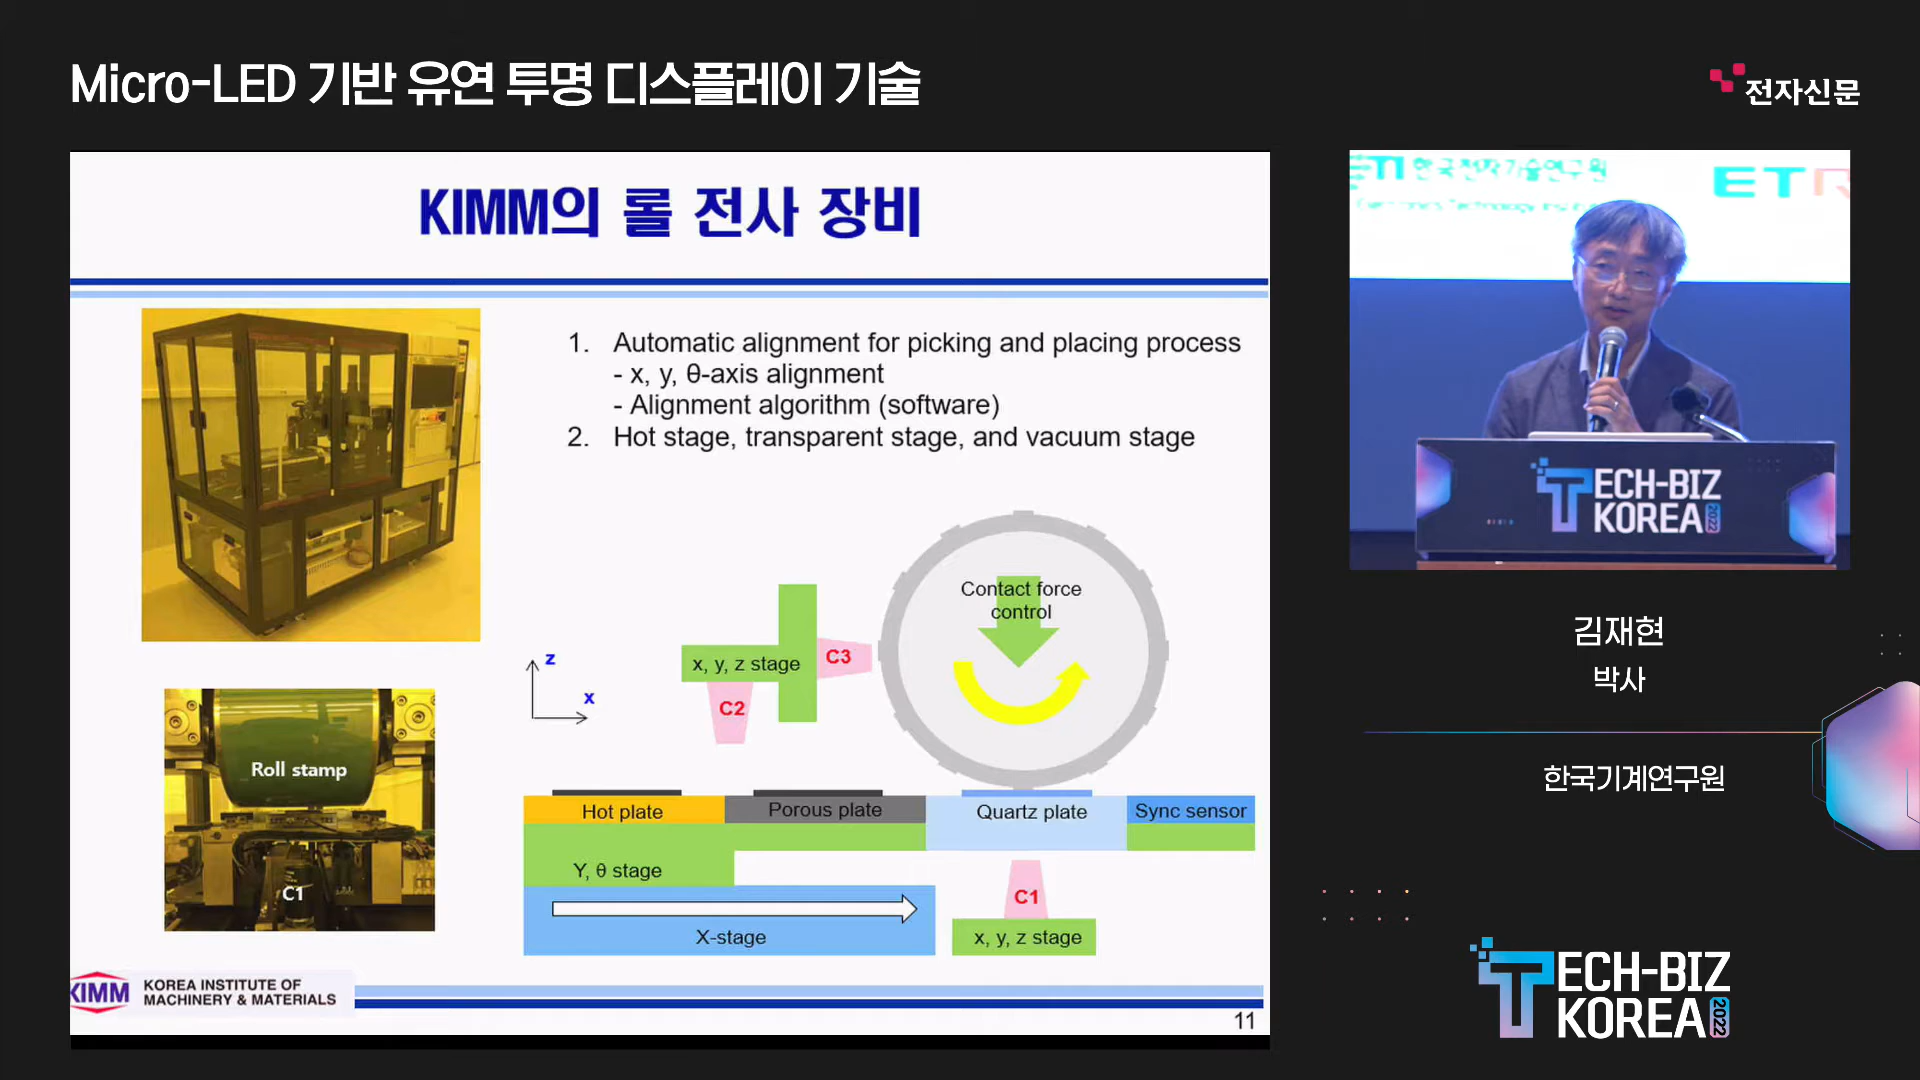 Micro-LED 기반 유연 투명 디스플레이 기술
전자신문
KIMM의 롤 전사 장비
1. Automatic alignment for picking and placing process
- x, y, θ-axis alignment
- Alignment algorithm (software)
2. Hot stage, transparent stage, and vacuum stage
Contact force
control
x, y, z stage
C3
C2
z
x
Roll stamp
C1
Hot plate
Porous plate
Quartz plate
Sync sensor
Y, θ stage
X-stage
C1
x, y, z stage
KIMM
KOREA INSTITUTE OF
MACHINERY & MATERIALS
11
한국전자기술연구원
TECH-BIZ
KOREA 2022
김재현
박사
한국기계연구원
TECH-BIZ
KOREA 2022